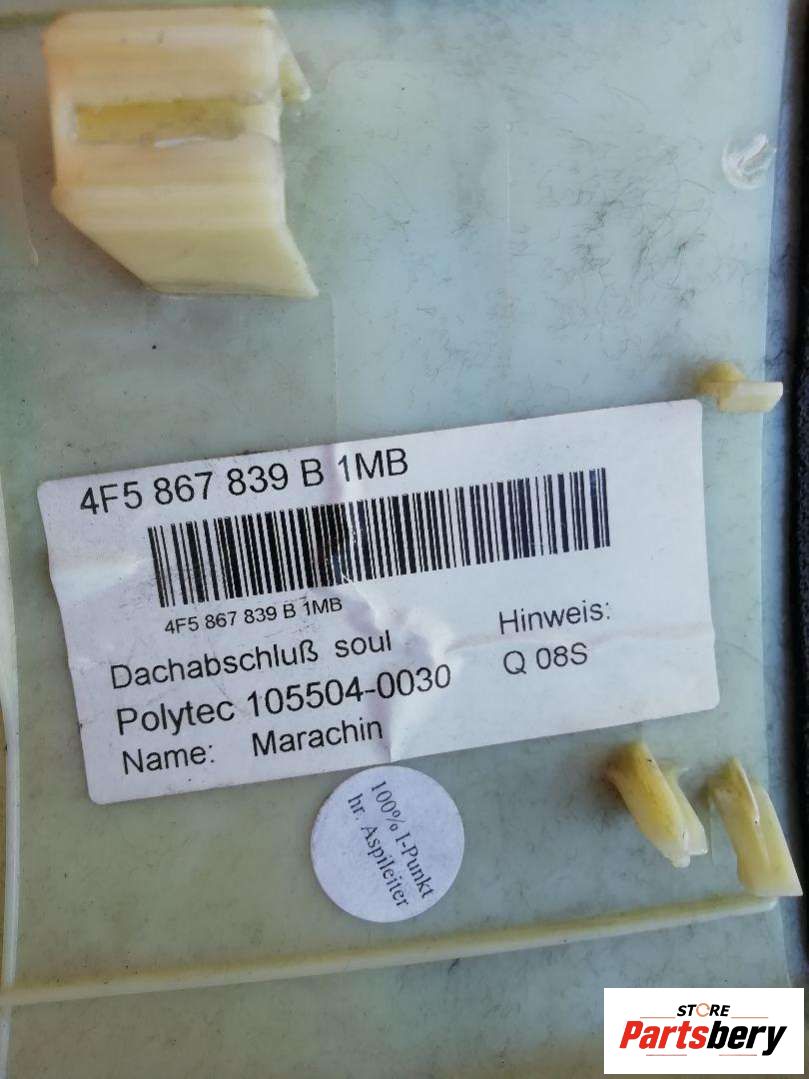 4F5 867 839 B 1MB
4F5 867 839 B 1MB
Dachabschluß soul
Hinweis:
Polytec 105504-0030
Q 08S
Name: Marachin
100% I-Punkt
hr. Aspileiter
STORE
Partsbery